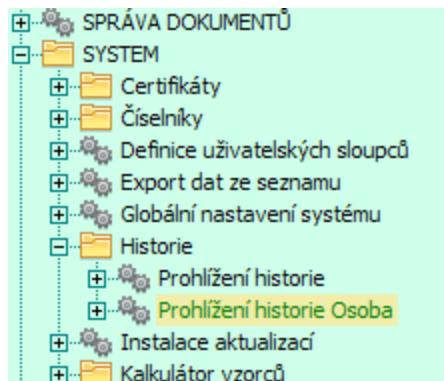 SPRÁVA DOKUMENTŮ
SYSTEM
Certifikáty
Číselníky
Definice uživatelských sloupců
Export dat ze seznamu
Globální nastavení systému
Historie
Prohlížení historie
Prohlížení historie Osoba
Instalace aktualizací
Kalkulátor vzorců